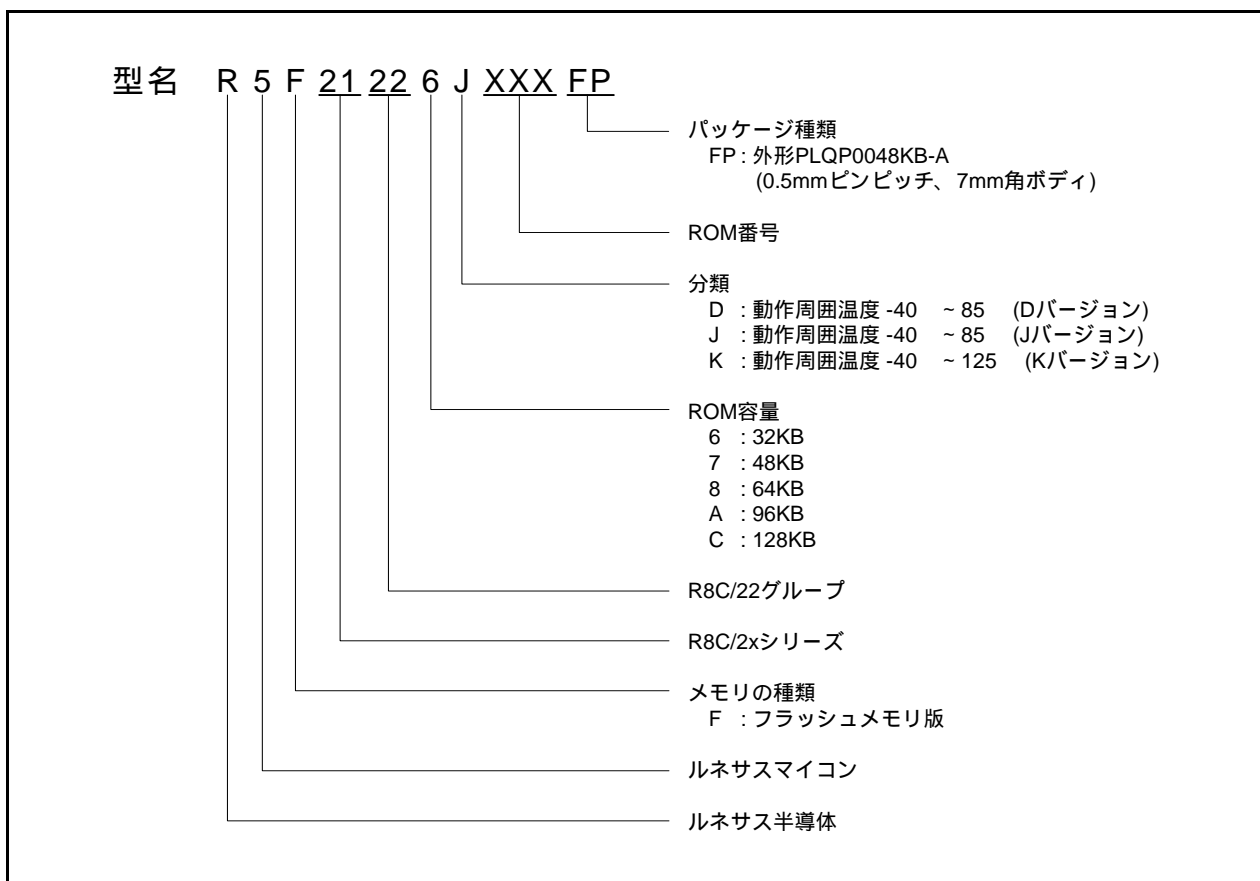 型名 R 5 F 21 22 6 J XXX FP
パッケージ種類
FP : 外形PLQP0048KB-A
(0.5mmピンピッチ、7mm角ボディ)
ROM番号
分類
D : 動作周囲温度 -40 ~ 85 (Dバージョン)
J : 動作周囲温度 -40 ~ 85 (Jバージョン)
K : 動作周囲温度 -40 ~ 125 (Kバージョン)
ROM容量
6 : 32KB
7 : 48KB
8 : 64KB
A : 96KB
C : 128KB
R8C/22グループ
R8C/2xシリーズ
メモリの種類
F : フラッシュメモリ版
ルネサスマイコン
ルネサス半導体